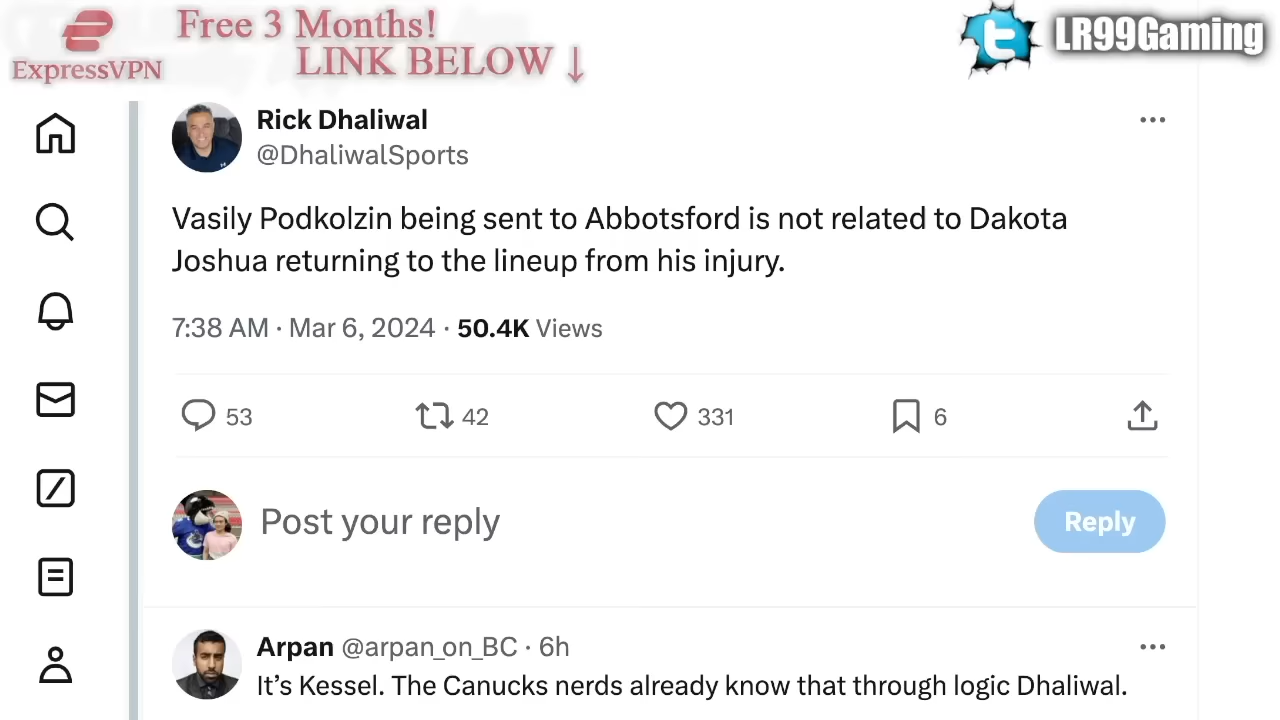 Free 3 Months!
LINK BELOW ↓
ExpressVPN
LR99Gaming
Rick Dhaliwal
@DhaliwalSports
Vasily Podkolzin being sent to Abbotsford is not related to Dakota
Joshua returning to the lineup from his injury.
7:38 AM · Mar 6, 2024 · 50.4K Views
53 42 331 6
Post your reply
Reply
Arpan @arpan_on_BC · 6h
It’s Kessel. The Canucks nerds already know that through logic Dhaliwal.